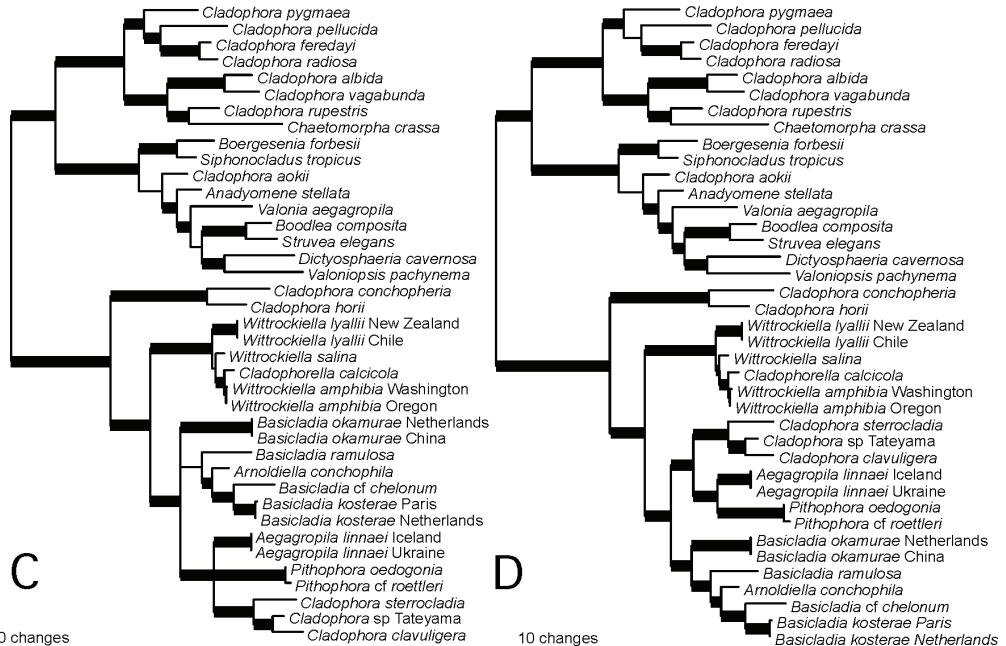 Cladophora pygmaea
Cladophora pellucida
Cladophora feredayi
Cladophora radiosa
Cladophora albida
Cladophora vagabunda
Cladophora rupestris
Chaetomorpha crassa
Boergesenia forbesii
Siphonocladus tropicus
Cladophora aokii
Anadyomene stellata
Valonia aegagropila
Boodlea composita
Struvea elegans
Dictyosphaeria cavernosa
Valoniopsis pachynema
Cladophora conchopheria
Cladophora horii
Wittrockiella lyallii New Zealand
Wittrockiella lyallii Chile
Wittrockiella salina
Cladophorella calcicola
Wittrockiella amphibia Washington
Wittrockiella amphibia Oregon
Basicladia okamurae Netherlands
Basicladia okamurae China
Basicladia ramulosa
Arnoldiella conchophila
Basicladia cf chelonum
Basicladia kosterae Paris
Basicladia kosterae Netherlands
Aegagropila linnaei Iceland
Aegagropila linnaei Ukraine
Pithophora oedogonia
Pithophora cf roettleri
Cladophora sterrocladia
Cladophora sp Tateyama
Cladophora clavuligera
C
0 changes
Cladophora pygmaea
Cladophora pellucida
Cladophora feredayi
Cladophora radiosa
Cladophora albida
Cladophora vagabunda
Cladophora rupestris
Chaetomorpha crassa
Boergesenia forbesii
Siphonocladus tropicus
Cladophora aokii
Anadyomene stellata
Valonia aegagropila
Boodlea composita
Struvea elegans
Dictyosphaeria cavernosa
Valoniopsis pachynema
Cladophora conchopheria
Cladophora horii
Wittrockiella lyallii New Zealand
Wittrockiella lyallii Chile
Wittrockiella salina
Cladophorella calcicola
Wittrockiella amphibia Washington
Wittrockiella amphibia Oregon
Cladophora sterrocladia
Cladophora sp Tateyama
Cladophora clavuligera
Aegagropila linnaei Iceland
Aegagropila linnaei Ukraine
Pithophora oedogonia
Pithophora cf roettleri
Basicladia okamurae Netherlands
Basicladia okamurae China
Basicladia ramulosa
Arnoldiella conchophila
Basicladia cf chelonum
Basicladia kosterae Paris
Basicladia kosterae Netherlands
D
10 changes